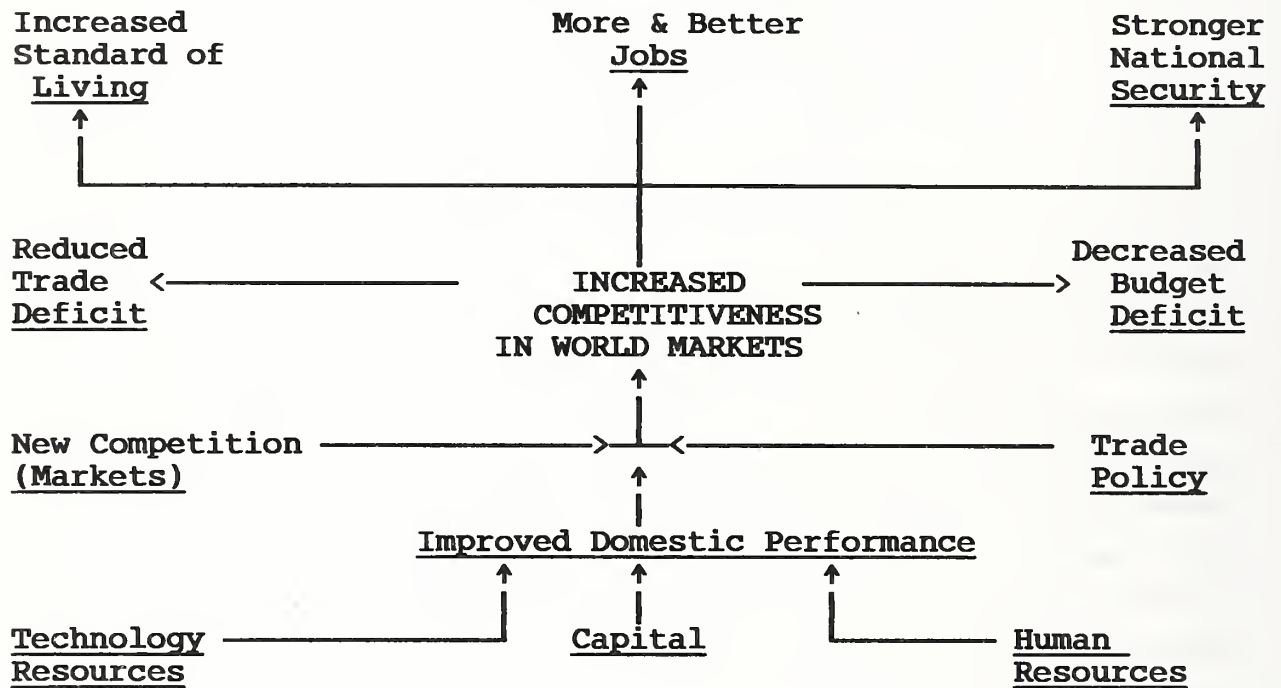 Increased
Standard of
Living
More & Better
Jobs
Stronger
National
Security
Reduced
Trade
Deficit
INCREASED
COMPETITIVENESS
IN WORLD MARKETS
Decreased
Budget
Deficit
New Competition
(Markets)
Trade
Policy
Improved Domestic Performance
Technology
Resources
Capital
Human
Resources